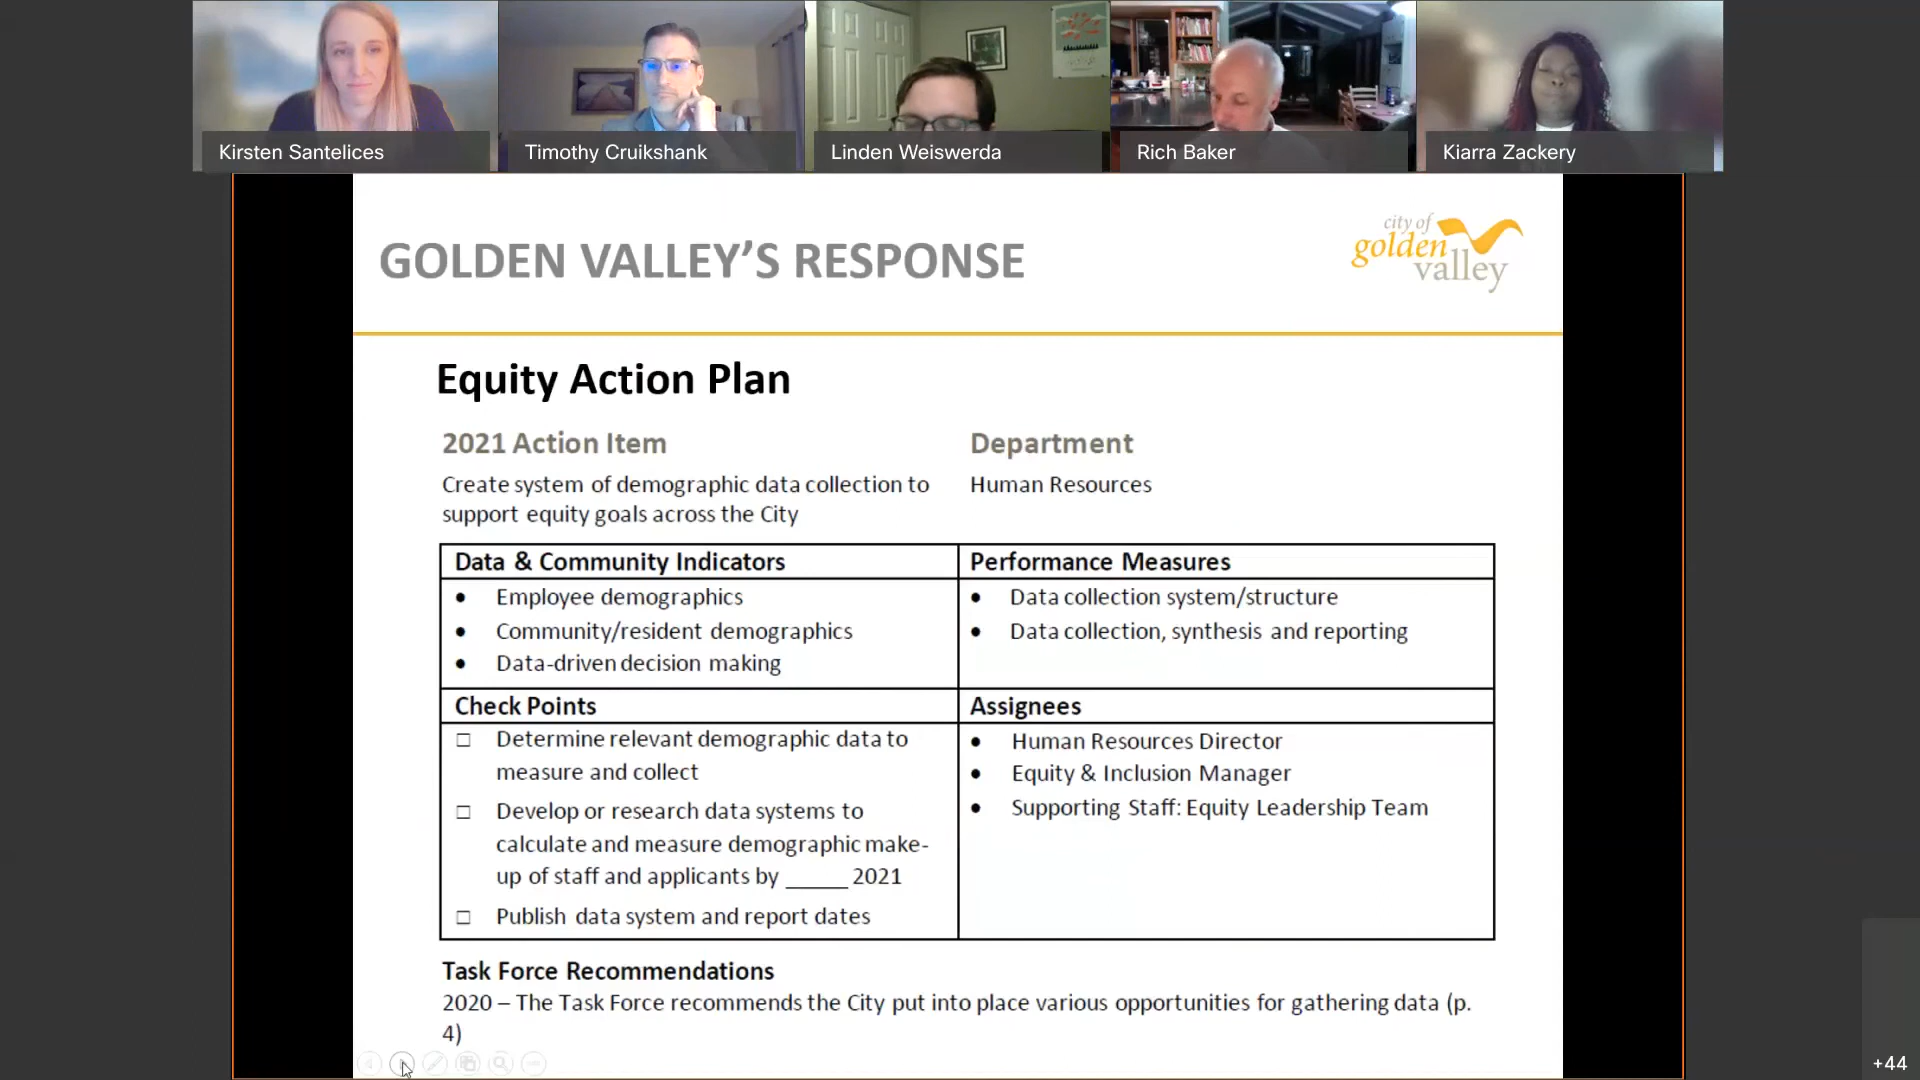 Kirsten Santelices
Timothy Cruikshank
Linden Weiswerda
Rich Baker
Kiarra Zackery
GOLDEN VALLEY'S RESPONSE
city of
golden
valley
Equity Action Plan
2021 Action Item
Department
Create system of demographic data collection to
support equity goals across the City
Human Resources
Data & Community Indicators
Performance Measures
• Employee demographics
• Community/resident demographics
• Data-driven decision making
• Data collection system/structure
• Data collection, synthesis and reporting
Check Points
Assignees
□ Determine relevant demographic data to
measure and collect
□ Develop or research data systems to
calculate and measure demographic make-
up of staff and applicants by _____ 2021
□ Publish data system and report dates
• Human Resources Director
• Equity & Inclusion Manager
• Supporting Staff: Equity Leadership Team
Task Force Recommendations
2020 – The Task Force recommends the City put into place various opportunities for gathering data (p.
4)
+44